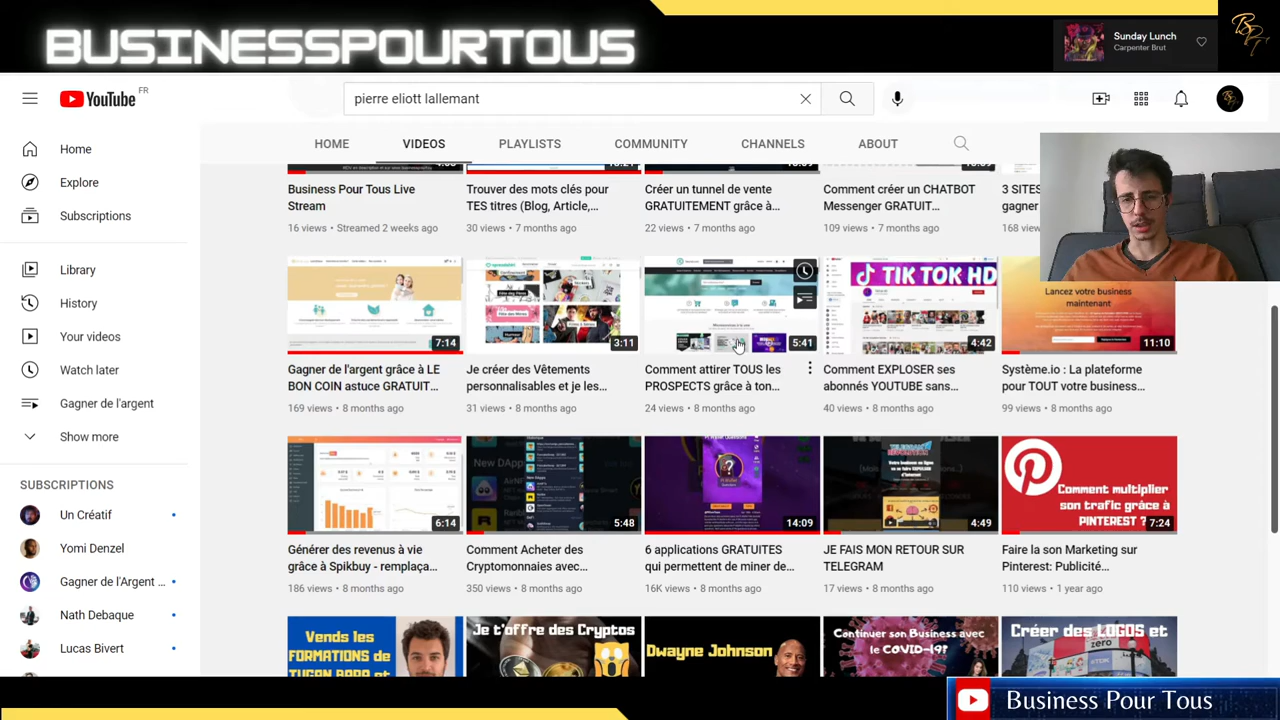 BUSINESSPOURTOUS
Sunday Lunch
Carpenter Brut
YouTube FR
pierre eliott lallemant
Home
Explore
Subscriptions
Library
History
Your videos
Watch later
Gagner de l'argent
Show more
SUBSCRIPTIONS
Un Créatif
Yomi Denzel
Gagner de l'Argent ...
Nath Debaque
Lucas Bivert
HOME VIDEOS PLAYLISTS COMMUNITY CHANNELS ABOUT
Business Pour Tous Live
Stream
16 views • Streamed 2 weeks ago
Trouver des mots clés pour
TES titres (Blog, Article,...
30 views • 7 months ago
Créer un tunnel de vente
GRATUITEMENT grâce à...
22 views • 7 months ago
Comment créer un CHATBOT
Messenger GRATUIT...
109 views • 7 months ago
3 SITES
gagner
168 view
7:14
Gagner de l'argent grâce à LE
BON COIN astuce GRATUIT...
169 views • 8 months ago
3:11
Je créer des Vêtements
personnalisables et je les...
31 views • 8 months ago
5:41
Comment attirer TOUS les
PROSPECTS grâce à ton...
24 views • 8 months ago
TIK TOK HD
4:42
Comment EXPLOSER ses
abonnés YOUTUBE sans...
40 views • 8 months ago
Lancez votre business
maintenant
11:10
Système.io : La plateforme
pour TOUT votre business...
99 views • 8 months ago
6:14
Générer des revenus à vie
grâce à Spikbuy - remplaça...
186 views • 8 months ago
New DApp
5:48
Comment Acheter des
Cryptomonnaies avec...
350 views • 8 months ago
14:09
6 applications GRATUITES
qui permettent de miner de...
16K views • 8 months ago
4:49
JE FAIS MON RETOUR SUR
TELEGRAM
17 views • 8 months ago
Comment multiplier
son trafic grâce à
PINTEREST ?
7:24
Faire la son Marketing sur
Pinterest: Publicité...
110 views • 1 year ago
Vends les
FORMATIONS de
Je t'offre des Cryptos
Dwayne Johnson
Continuer son Business avec
le COVID-19?
Créer des LOGOS et
Business Pour Tous